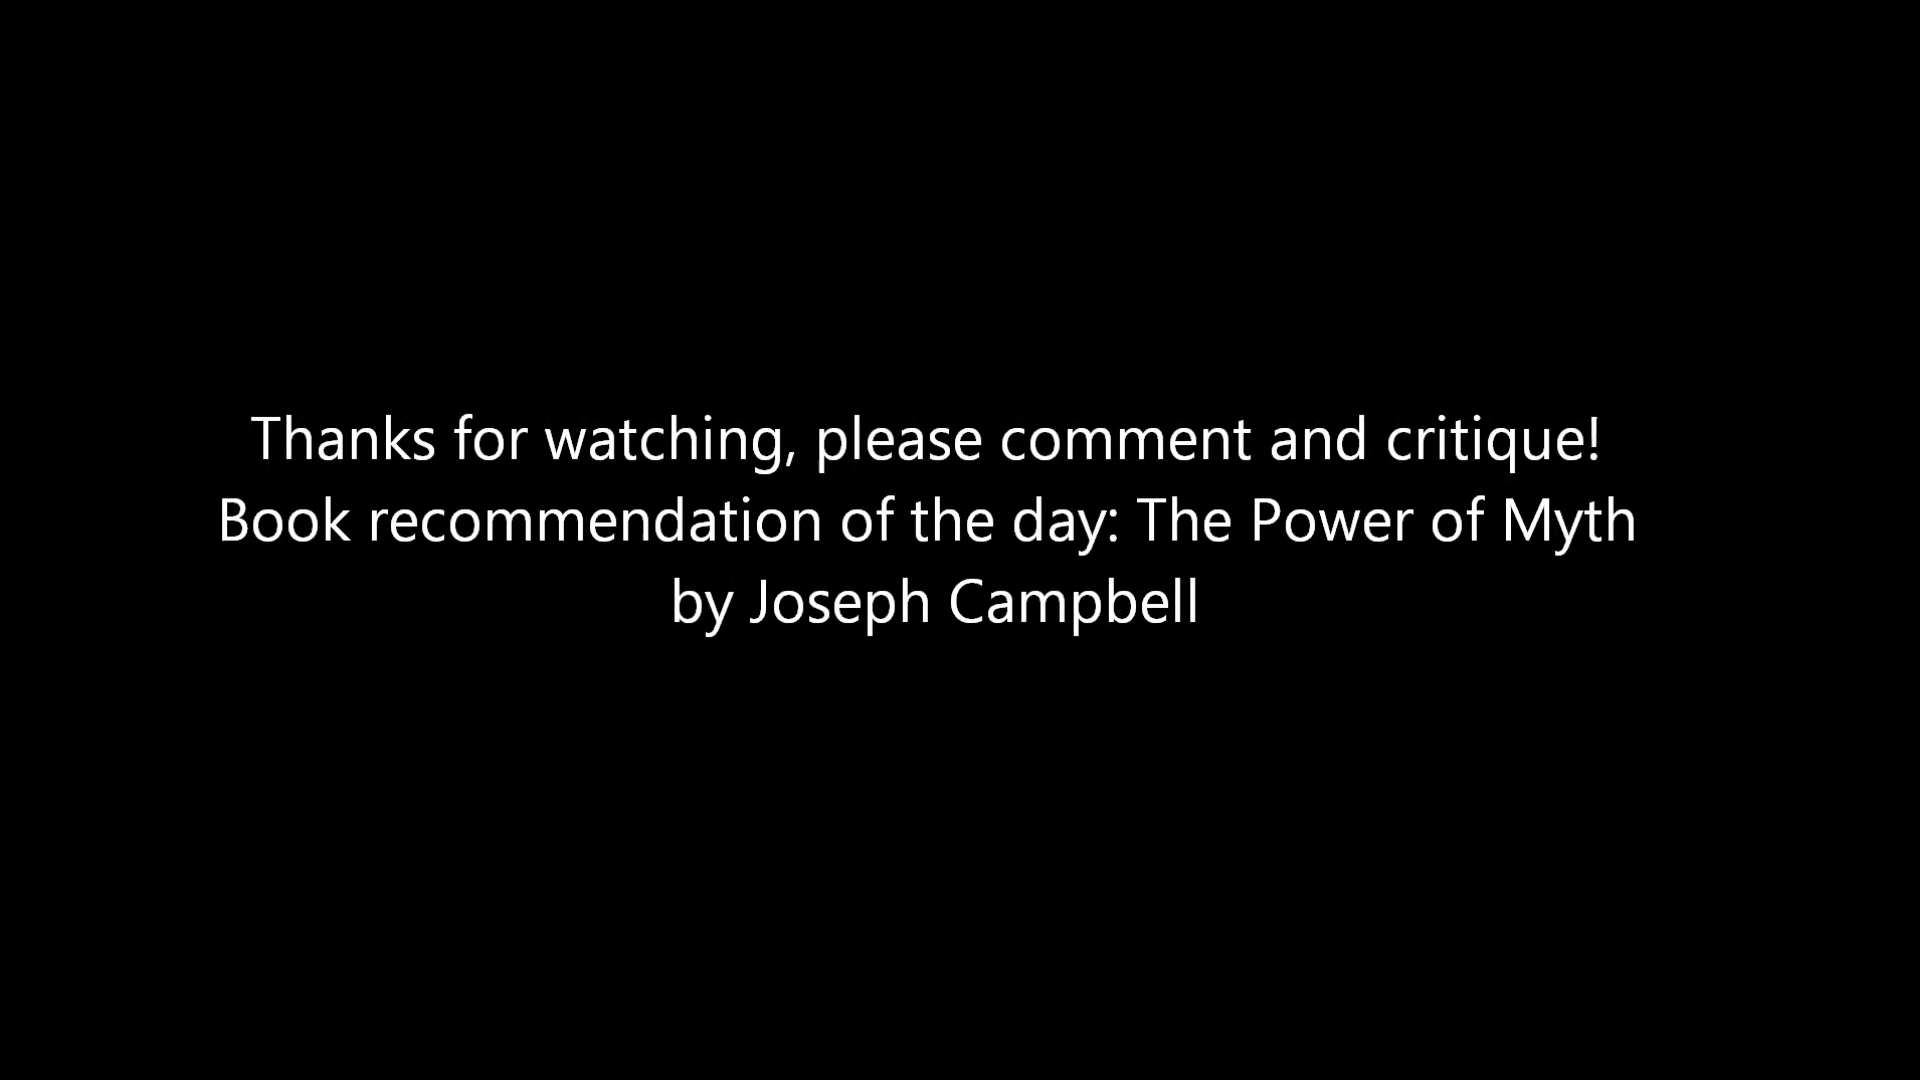 Thanks for watching, please comment and critique!
Book recommendation of the day: The Power of Myth
by Joseph Campbell